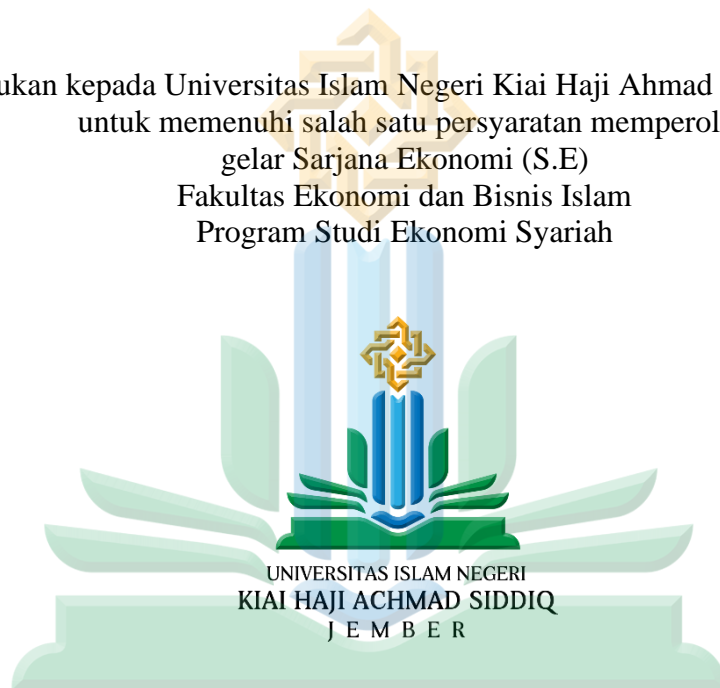 ukan kepada Universitas Islam Negeri Kiai Haji Ahmad
untuk memenuhi salah satu persyaratan memperol
gelar Sarjana Ekonomi (S.E)
Fakultas Ekonomi dan Bisnis Islam
Program Studi Ekonomi Syariah
UNIVERSITAS ISLAM NEGERI
KIAI HAJI ACHMAD SIDDIQ
JEMBER